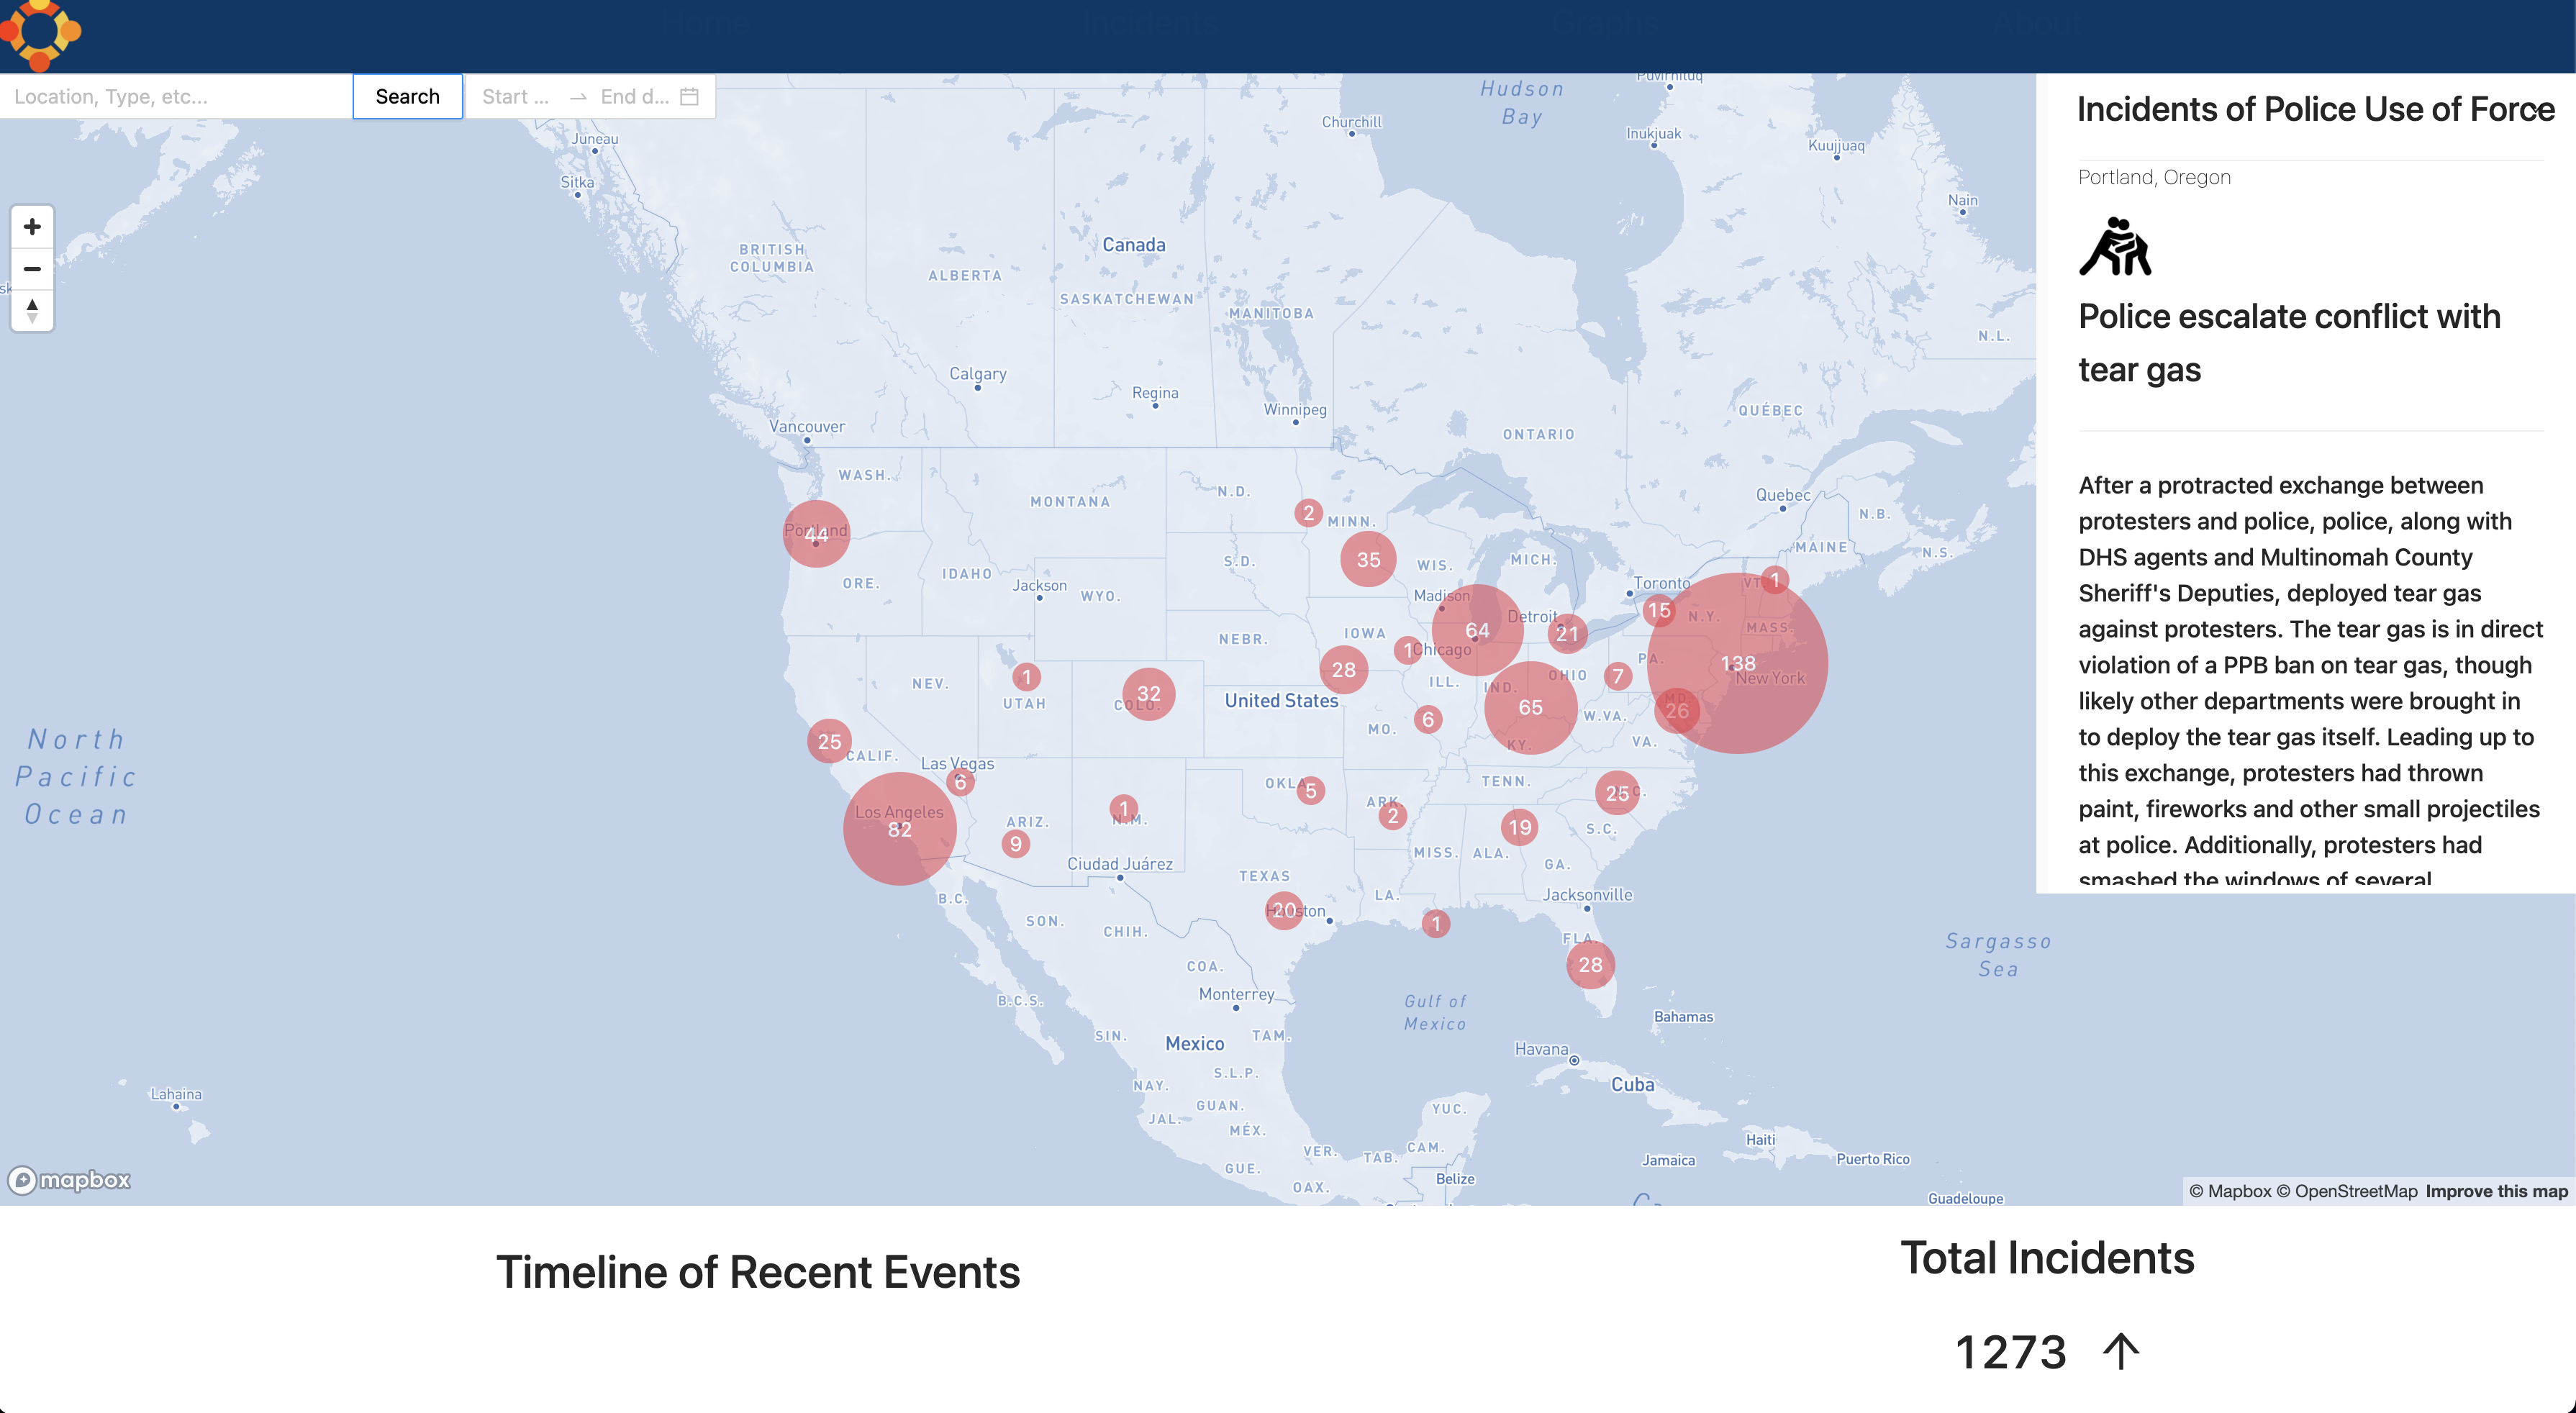 Home Incidents Graphs About
Location, Type, etc...
Search
Start ...
End d...
Incidents of Police Use of Force
Portland, Oregon
Police escalate conflict with
tear gas
After a protracted exchange between
protesters and police, police, along with
DHS agents and Multinomah County
Sheriff's Deputies, deployed tear gas
against protesters. The tear gas is in direct
violation of a PPB ban on tear gas, though
likely other departments were brought in
to deploy the tear gas itself. Leading up to
this exchange, protesters had thrown
paint, fireworks and other small projectiles
at police. Additionally, protesters had
smashed the windows of several
Hudson
Bay
Puvirnituq
Churchill
Inukjuak
Kuujjuaq
Juneau
Sitka
Nain
BRITISH
COLUMBIA
Canada
ALBERTA
SASKATCHEWAN
MANITOBA
N.L.
Calgary
Regina
Winnipeg
QUÉBEC
ONTARIO
Vancouver
WASH.
MONTANA
N.D.
2
MINN.
Quebec
N.B.
Portland
44
35
MAINE
N.S.
ORE.
IDAHO
Jackson
WYO.
S.D.
WIS.
MICH.
Toronto
VT.
1
Madison
Detroit
15
N.Y.
MASS.
NEBR.
IOWA
1
Chicago
64
21
138
New York
NEV.
1
UTAH
32
COLO.
United States
28
ILL.
IND.
OHIO
7
PA.
65
MD.
26
W.VA.
25
CALIF.
MO.
6
KY.
VA.
Las Vegas
6
Los Angeles
82
ARIZ.
9
1
N.M.
OKLA.
5
ARK.
2
TENN.
25
19
S.C.
MISS.
ALA.
GA.
Ciudad Juárez
TEXAS
LA.
Jacksonville
Houston
20
1
FLA.
28
North
Pacific
Ocean
B.C.
SON.
CHIH.
COA.
B.C.S.
Monterrey
Gulf of
Mexico
Sargasso
Sea
Bahamas
SIN.
Mexico
TAM.
Havana
Cuba
NAY.
S.L.P.
GUAN.
JAL.
MÉX.
YUC.
Lahaina
VER.
TAB.
CAM.
Haiti
Jamaica
Puerto Rico
GUE.
OAX.
Belize
Guadeloupe
mapbox
© Mapbox © OpenStreetMap Improve this map
Timeline of Recent Events
Total Incidents
1273